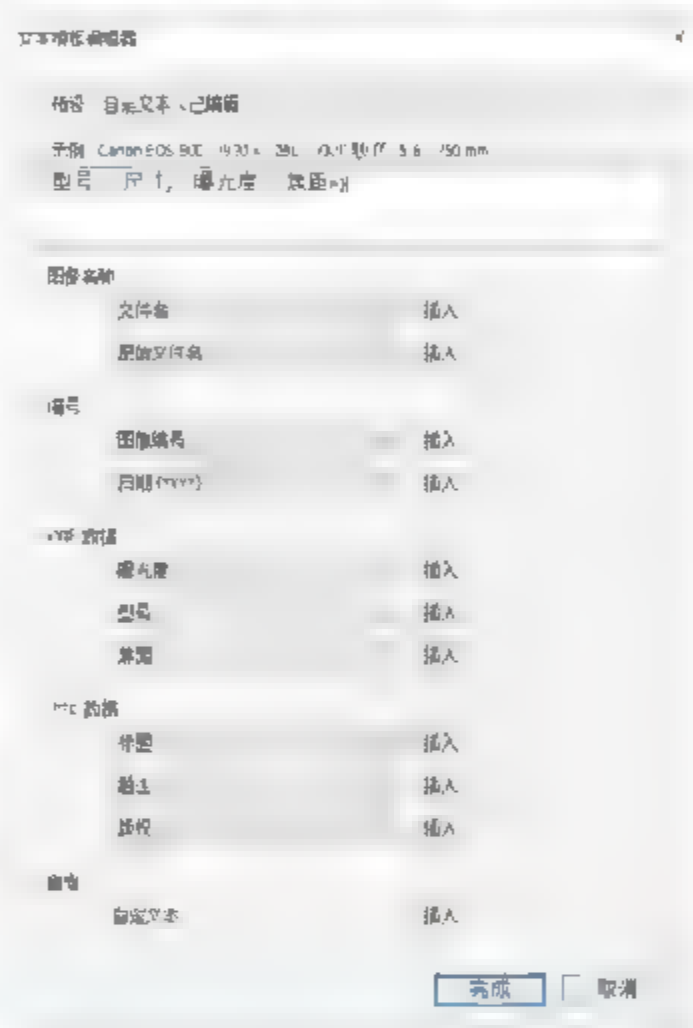 文本模板编辑器
预设 自定文本 已编辑
示例 Canon EOS 80D mm
型号 尺寸, 曝光度 焦距
图像名称
文件名 插入
原始文件名 插入
编号
图像编号 插入
日期 (YYYY) 插入
EXIF 数据
曝光度 插入
型号 插入
焦距 插入
IPTC 数据
标题 插入
题注 插入
版权 插入
自定
自定文本 插入
完成 取消